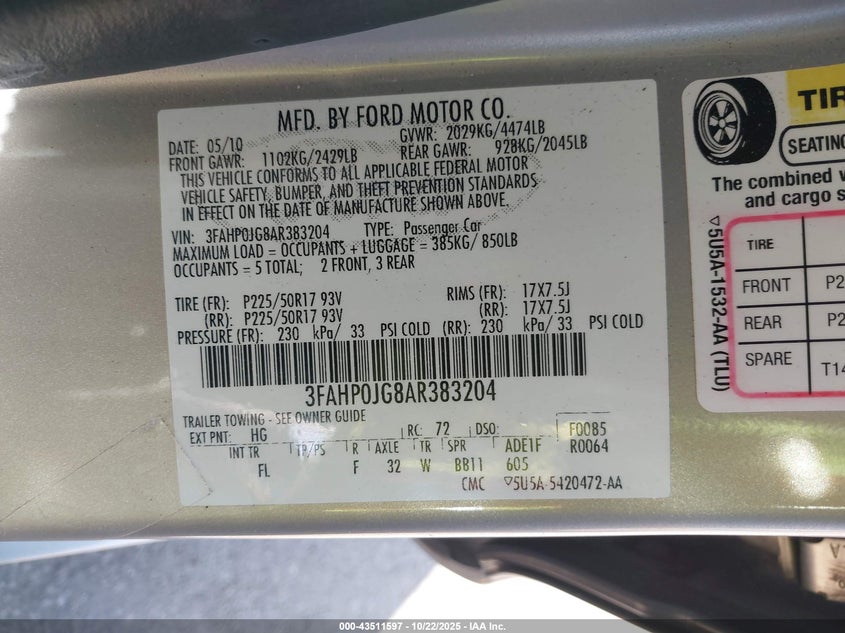 MFD. BY FORD MOTOR CO.
DATE: 05/10 GVWR: 2029KG/4474LB
FRONT GAWR: 1102KG/2429LB REAR GAWR: 928KG/2045LB
THIS VEHICLE CONFORMS TO ALL APPLICABLE FEDERAL MOTOR
VEHICLE SAFETY, BUMPER, AND THEFT PREVENTION STANDARDS
IN EFFECT ON THE DATE OF MANUFACTURE SHOWN ABOVE.
VIN: 3FAHP0JG8AR383204 TYPE: Passenger Car
MAXIMUM LOAD = OCCUPANTS + LUGGAGE = 385KG/ 850LB
OCCUPANTS = 5 TOTAL; 2 FRONT, 3 REAR
TIRE (FR): P225/50R17 93V RIMS (FR): 17X7.5J
(RR): P225/50R17 93V (RR): 17X7.5J
PRESSURE (FR): 230 kPa/ 33 PSI COLD (RR): 230 kPa/ 33 PSI COLD
3FAHP0JG8AR383204
TRAILER TOWING - SEE OWNER GUIDE
EXT PNT: HG RC: 72 DSO: F0085
INT TR TP/PS R AXLE TR SPR ADE1F R0064
FL F 32 W BB11 605
CMC ▽5U5A-5420472-AA
TIR
SEATING
The combined
and cargo s
▽5U5A-1532-AA (TLU)
TIRE
FRONT P2
REAR P2
SPARE T14
000-43511597 - 10/22/2025 - IAA Inc.